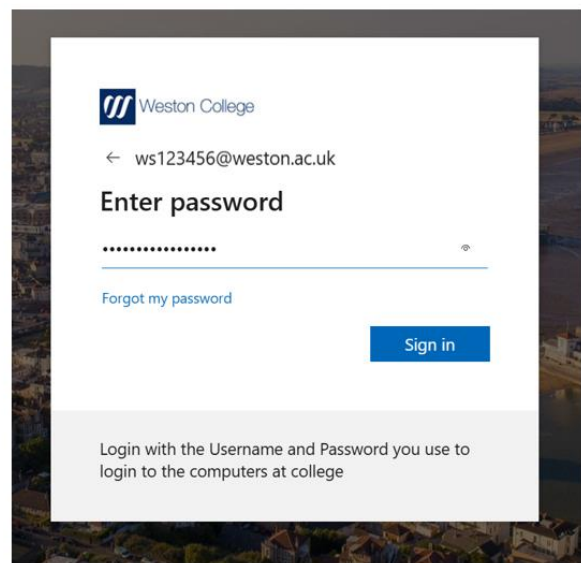 Weston College
← ws123456@weston.ac.uk
Enter password
•••••••••••••••••
Forgot my password
Sign in
Login with the Username and Password you use to
login to the computers at college